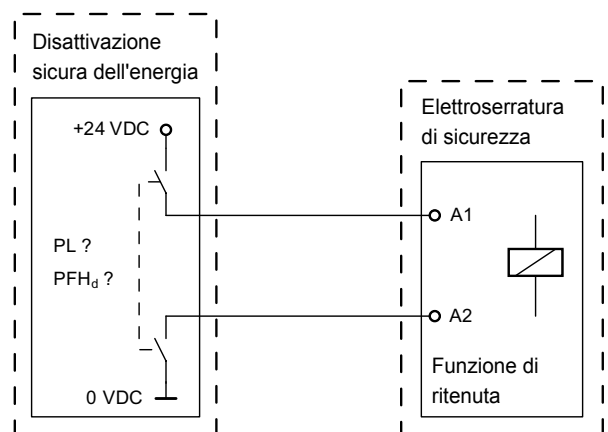 Disattivazione
sicura dell'energia
+24 VDC
PL ?
PFHd ?
0 VDC
Elettroserratura
di sicurezza
A1
A2
Funzione di
ritenuta